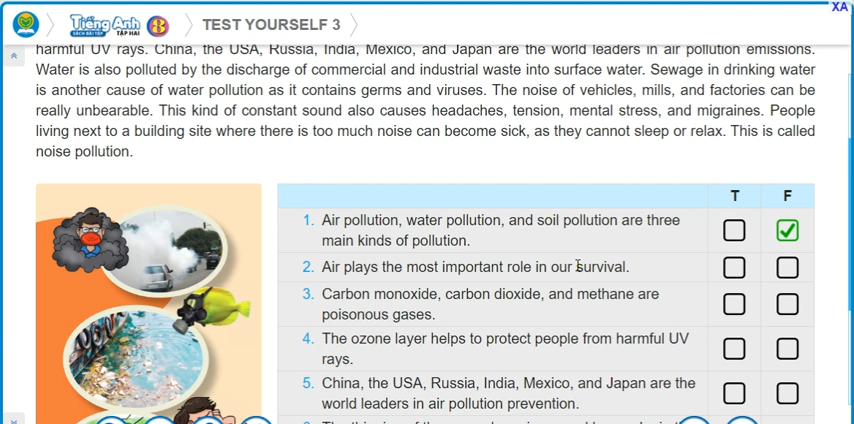 XA
Tiếng Anh 8
SÁCH BÀI TẬP TẬP HAI
TEST YOURSELF 3
harmful UV rays. China, the USA, Russia, India, Mexico, and Japan are the world leaders in air pollution emissions.
Water is also polluted by the discharge of commercial and industrial waste into surface water. Sewage in drinking water
is another cause of water pollution as it contains germs and viruses. The noise of vehicles, mills, and factories can be
really unbearable. This kind of constant sound also causes headaches, tension, mental stress, and migraines. People
living next to a building site where there is too much noise can become sick, as they cannot sleep or relax. This is called
noise pollution.
T F
1. Air pollution, water pollution, and soil pollution are three
main kinds of pollution.
2. Air plays the most important role in our survival.
3. Carbon monoxide, carbon dioxide, and methane are
poisonous gases.
4. The ozone layer helps to protect people from harmful UV
rays.
5. China, the USA, Russia, India, Mexico, and Japan are the
world leaders in air pollution prevention.